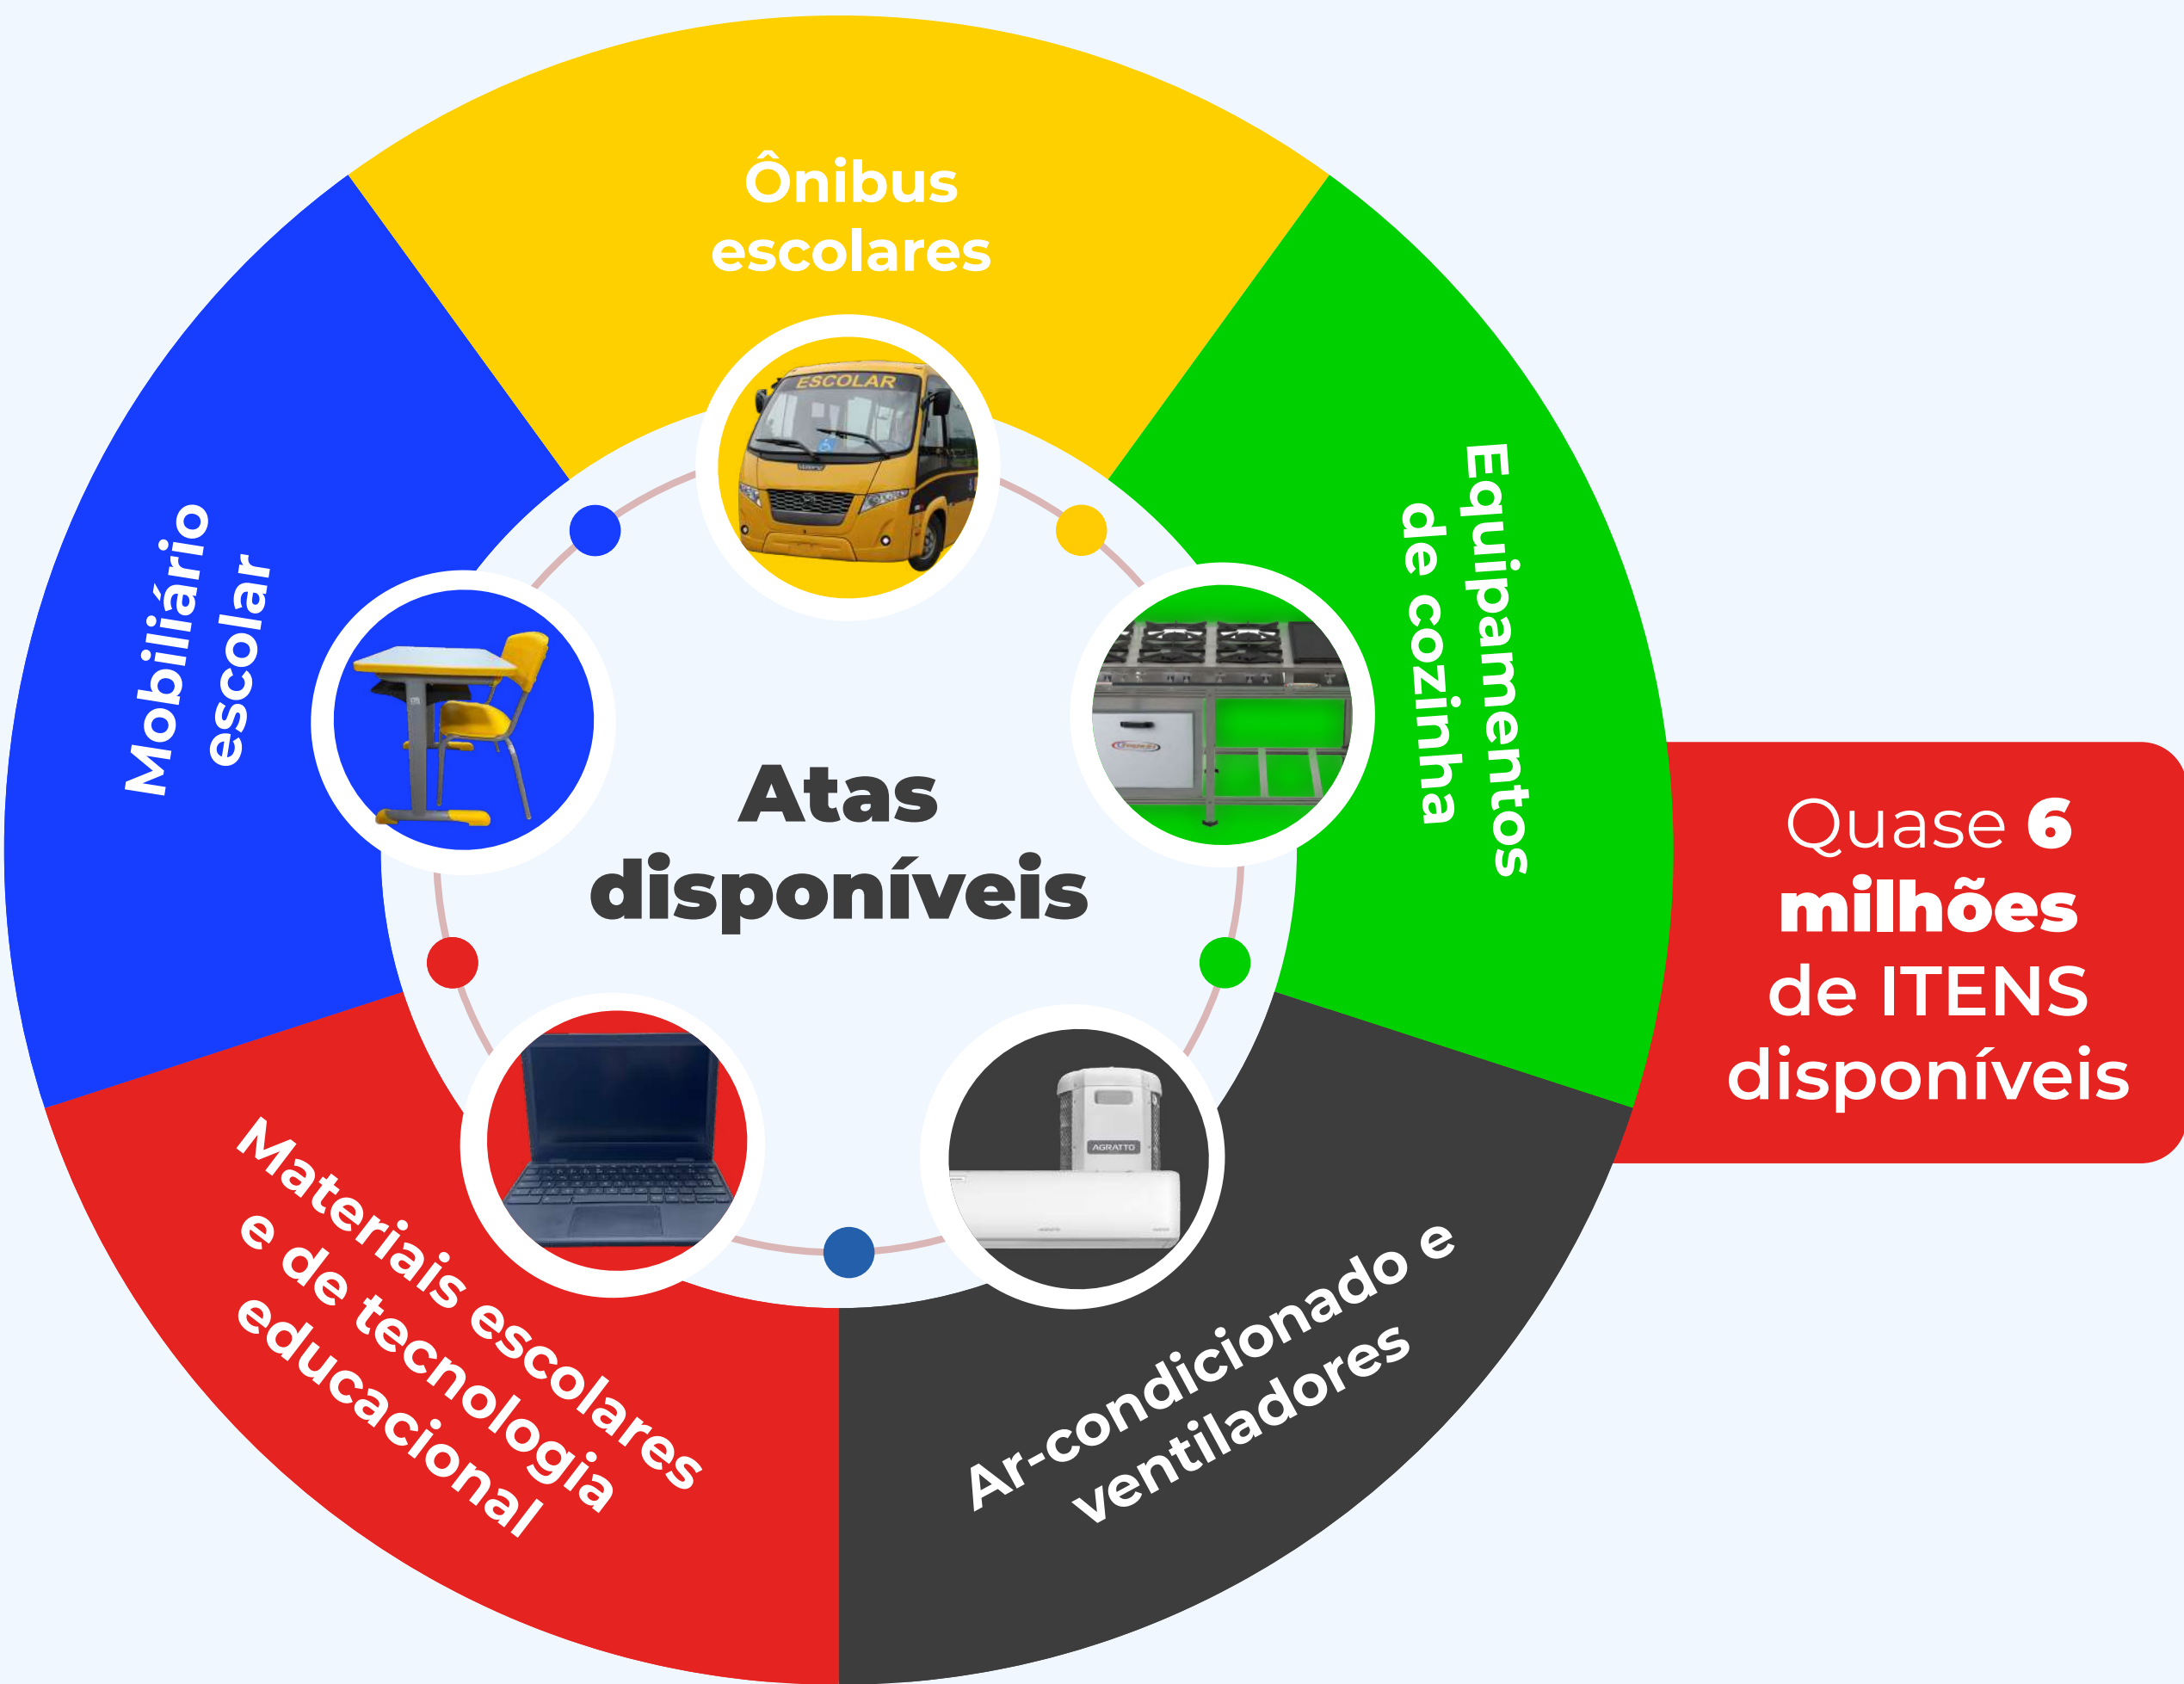 Ônibus
escolares
ESCOLAR
Equipamentos
de cozinha
Mobiliário
escolar
Atas
disponíveis
Quase 6
milhões
de ITENS
disponíveis
AGRATTO
Materiais escolares
e de tecnologia
educacional
Ar-condicionado e
ventiladores